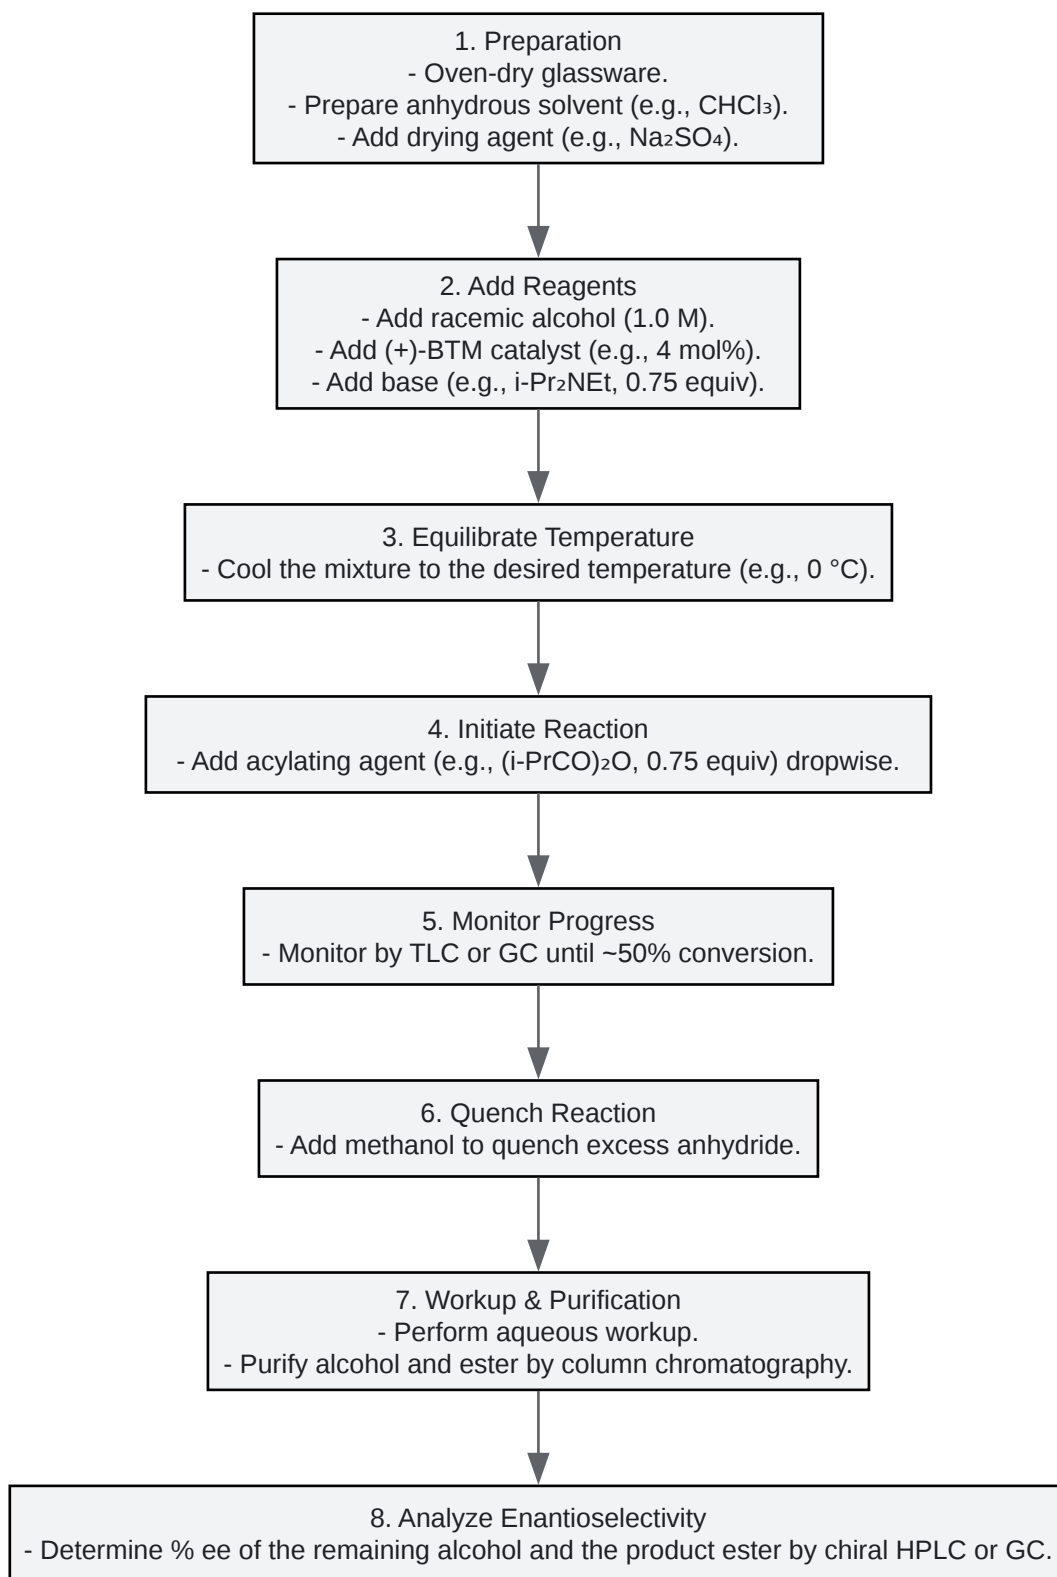 1. Preparation
- Oven-dry glassware.
- Prepare anhydrous solvent (e.g., CHCl₃).
- Add drying agent (e.g., Na₂SO₄).
2. Add Reagents
- Add racemic alcohol (1.0 M).
- Add (+)-BTM catalyst (e.g., 4 mol%).
- Add base (e.g., i-Pr₂NEt, 0.75 equiv).
3. Equilibrate Temperature
- Cool the mixture to the desired temperature (e.g., 0 °C).
4. Initiate Reaction
- Add acylating agent (e.g., (i-PrCO)₂O, 0.75 equiv) dropwise.
5. Monitor Progress
- Monitor by TLC or GC until ~50% conversion.
6. Quench Reaction
- Add methanol to quench excess anhydride.
7. Workup & Purification
- Perform aqueous workup.
- Purify alcohol and ester by column chromatography.
8. Analyze Enantioselectivity
- Determine % ee of the remaining alcohol and the product ester by chiral HPLC or GC.